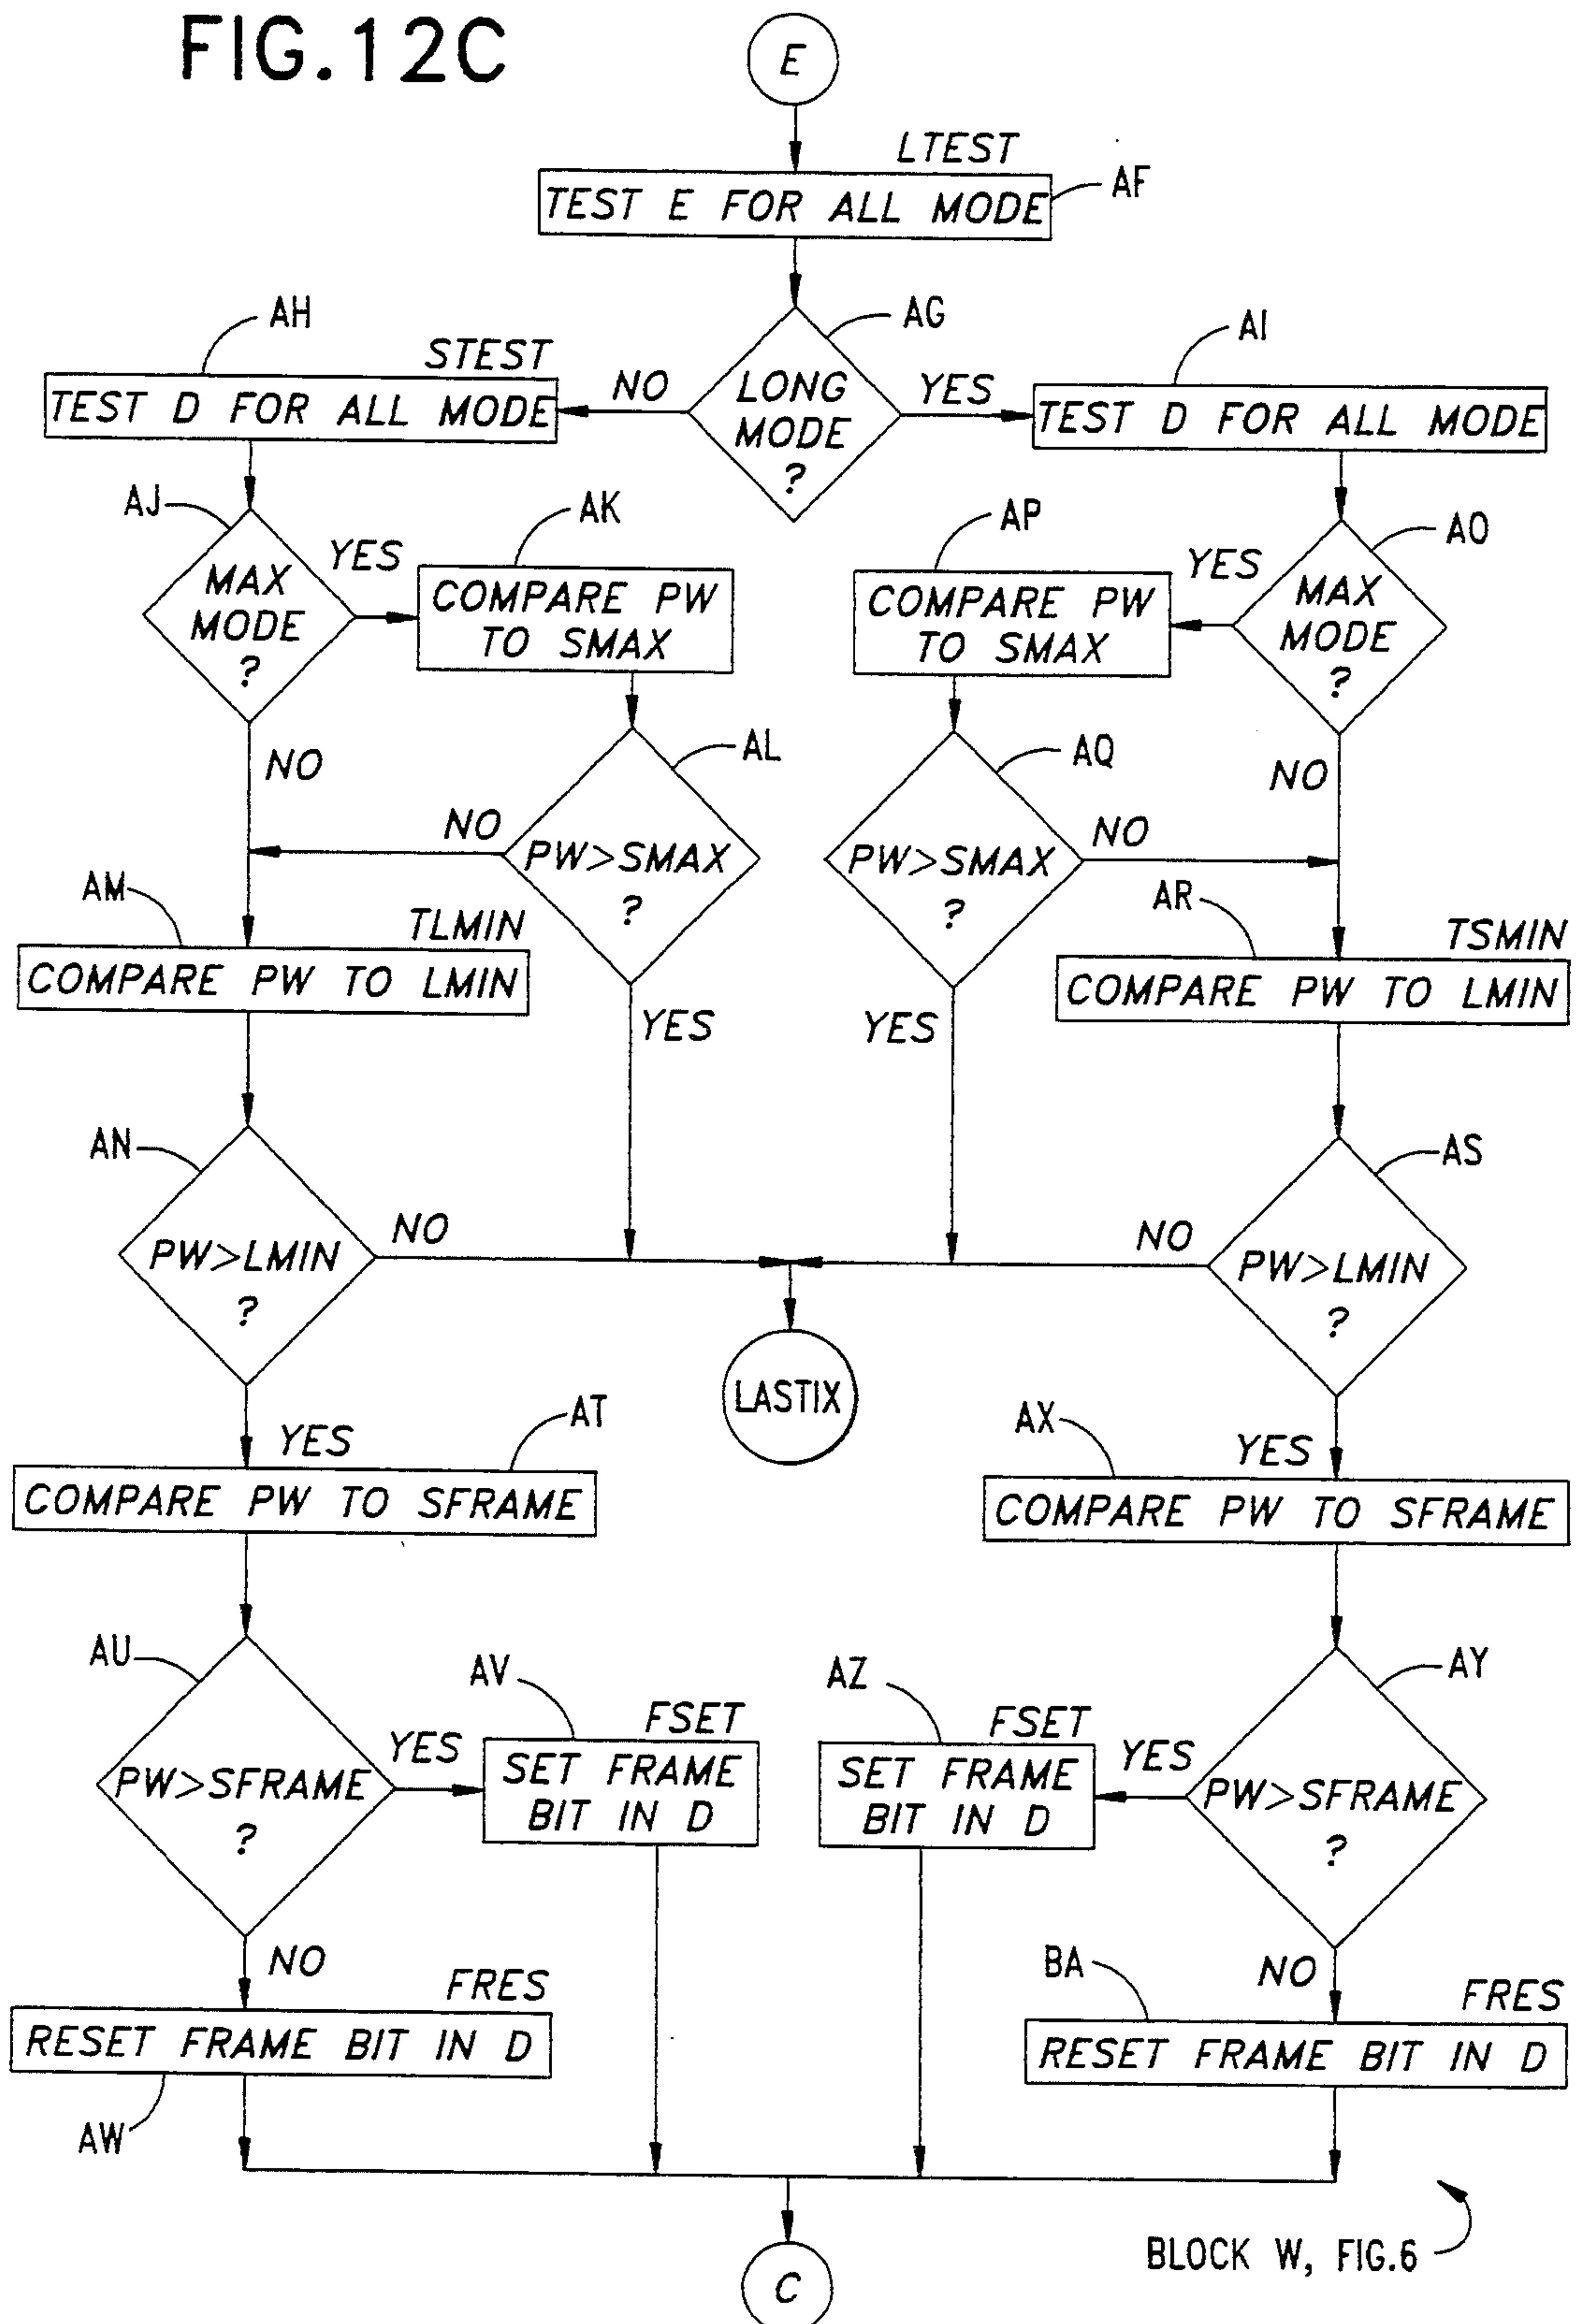 FIG.12C
E
LTEST
TEST E FOR ALL MODE
AF
AG
LONG
MODE
?
NO
YES
AH
STEST
TEST D FOR ALL MODE
AI
TEST D FOR ALL MODE
AJ
MAX
MODE
?
YES
AK
COMPARE PW
TO SMAX
AP
COMPARE PW
TO SMAX
YES
AO
MAX
MODE
?
NO
AL
PW>SMAX
?
NO
YES
AQ
PW>SMAX
?
NO
YES
NO
AM
TLMIN
COMPARE PW TO LMIN
AR
TSMIN
COMPARE PW TO LMIN
AN
PW>LMIN
?
NO
AS
PW>LMIN
?
NO
LASTIX
YES
AT
COMPARE PW TO SFRAME
YES
AX
COMPARE PW TO SFRAME
AU
PW>SFRAME
?
YES
AV
FSET
SET FRAME
BIT IN D
AZ
FSET
SET FRAME
BIT IN D
YES
AY
PW>SFRAME
?
NO
FRES
RESET FRAME BIT IN D
AW
NO
BA
FRES
RESET FRAME BIT IN D
C
BLOCK W, FIG.6